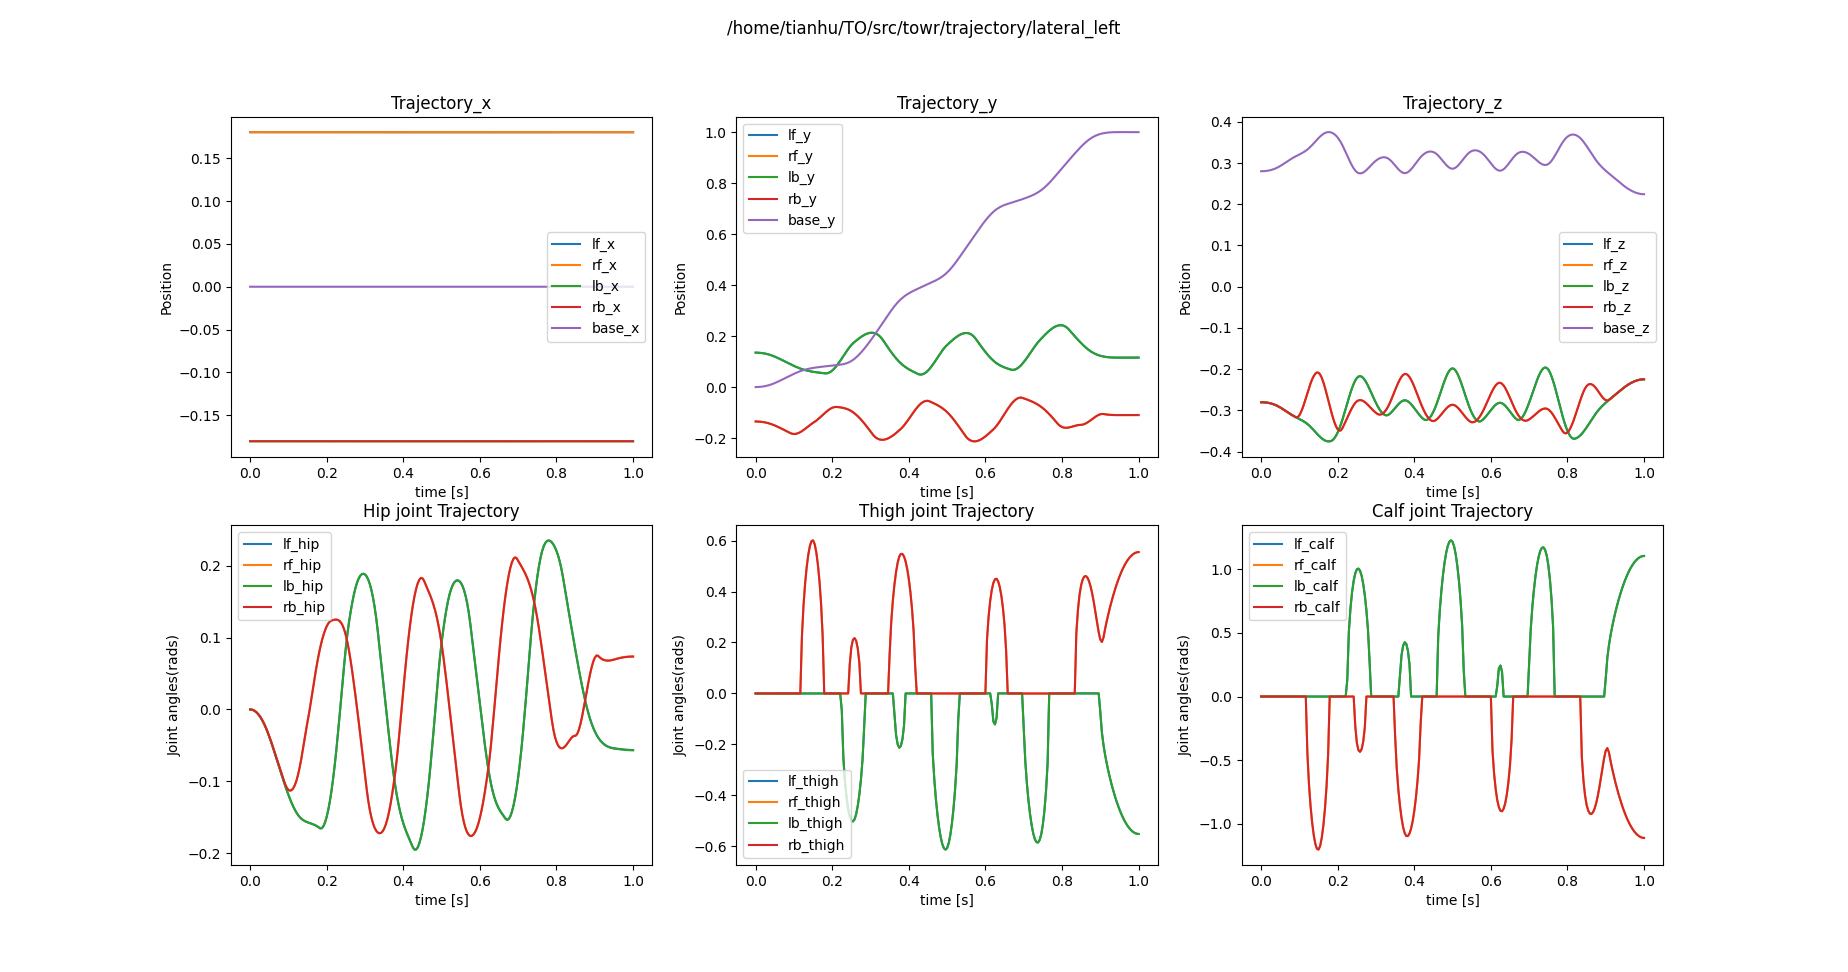 /home/tianhu/TO/src/towr/trajectory/lateral_left
Trajectory_x
Position
0.15
0.10
0.05
0.00
−0.05
−0.10
−0.15
lf_x
rf_x
lb_x
rb_x
base_x
0.0 0.2 0.4 0.6 0.8 1.0
time [s]
Trajectory_y
Position
1.0
0.8
0.6
0.4
0.2
0.0
−0.2
lf_y
rf_y
lb_y
rb_y
base_y
0.0 0.2 0.4 0.6 0.8 1.0
time [s]
Trajectory_z
Position
0.4
0.3
0.2
0.1
0.0
−0.1
−0.2
−0.3
−0.4
lf_z
rf_z
lb_z
rb_z
base_z
0.0 0.2 0.4 0.6 0.8 1.0
time [s]
Hip joint Trajectory
Joint angles(rads)
0.2
0.1
0.0
−0.1
−0.2
lf_hip
rf_hip
lb_hip
rb_hip
0.0 0.2 0.4 0.6 0.8 1.0
time [s]
Thigh joint Trajectory
Joint angles(rads)
0.6
0.4
0.2
0.0
−0.2
−0.4
−0.6
lf_thigh
rf_thigh
lb_thigh
rb_thigh
0.0 0.2 0.4 0.6 0.8 1.0
time [s]
Calf joint Trajectory
Joint angles(rads)
1.0
0.5
0.0
−0.5
−1.0
lf_calf
rf_calf
lb_calf
rb_calf
0.0 0.2 0.4 0.6 0.8 1.0
time [s]